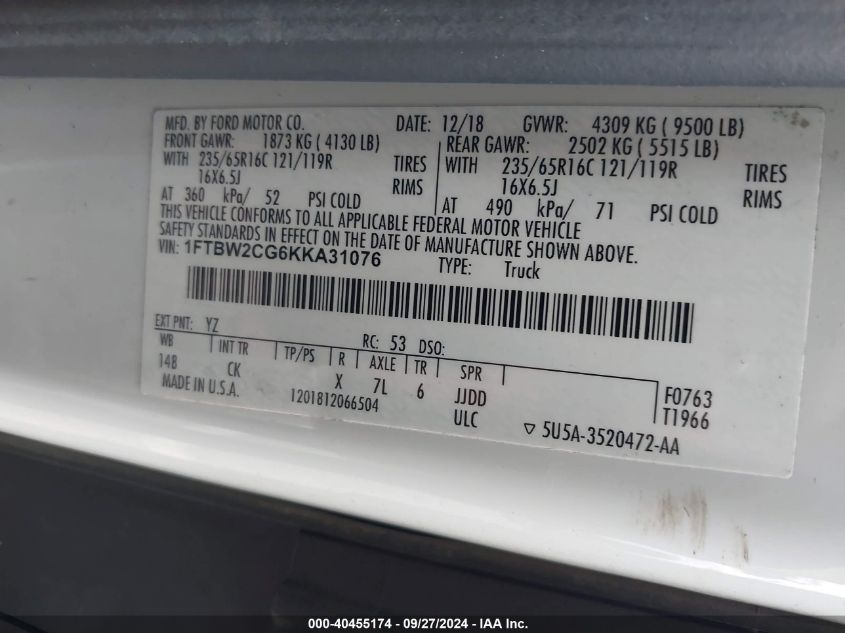 MFD. BY FORD MOTOR CO. DATE: 12/18 GVWR: 4309 KG ( 9500 LB)
FRONT GAWR: 1873 KG ( 4130 LB) REAR GAWR: 2502 KG ( 5515 LB)
WITH 235/65R16C 121/119R TIRES WITH 235/65R16C 121/119R TIRES
16X6.5J RIMS 16X6.5J RIMS
AT 360 kPa/ 52 PSI COLD AT 490 kPa/ 71 PSI COLD
THIS VEHICLE CONFORMS TO ALL APPLICABLE FEDERAL MOTOR VEHICLE
SAFETY STANDARDS IN EFFECT ON THE DATE OF MANUFACTURE SHOWN ABOVE.
VIN: 1FTBW2CG6KKA31076 TYPE: Truck
EXT PNT: YZ RC: 53 DSO:
WB INT TR TP/PS R AXLE TR SPR
148 CK X 7L 6 JJDD F0763
MADE IN U.S.A. 1201812066504 ULC T1966
5U5A-3520472-AA
000-40455174 - 09/27/2024 - IAA Inc.